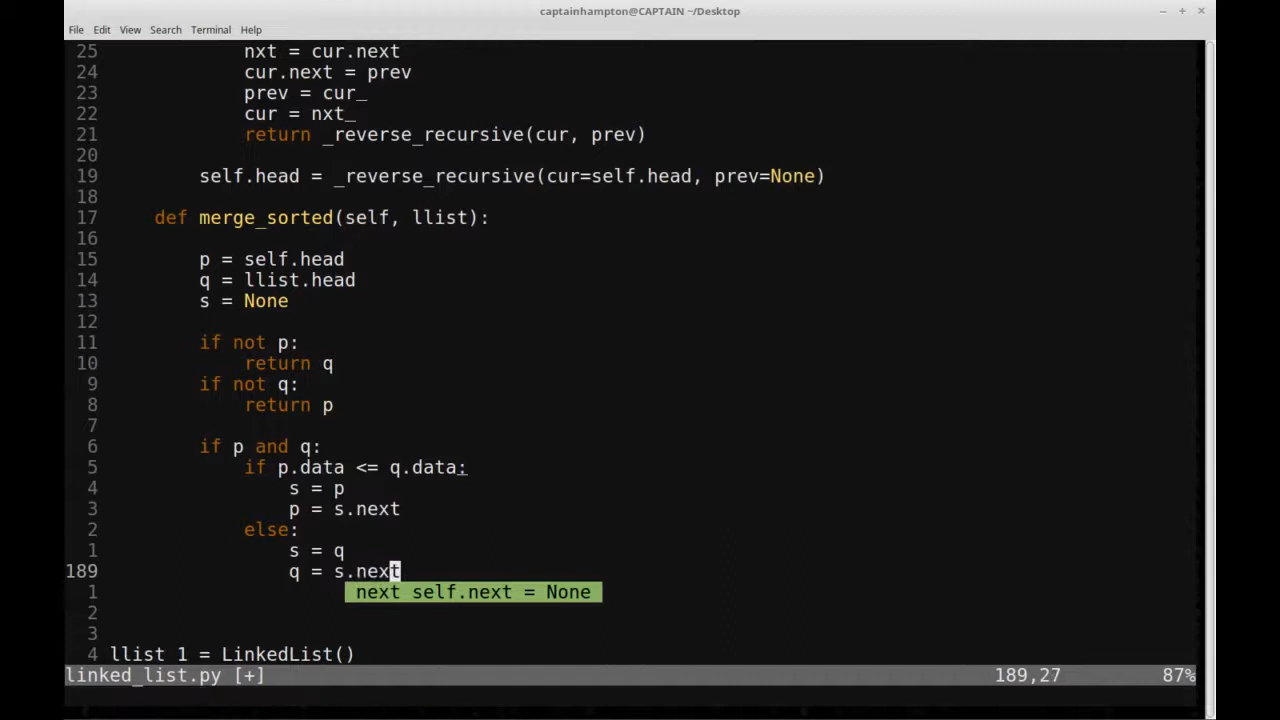 captainhampton@CAPTAIN ~/Desktop
File Edit View Search Terminal Help
25 nxt = cur.next
24 cur.next = prev
23 prev = cur_
22 cur = nxt_
21 return _reverse_recursive(cur, prev)
20
19 self.head = _reverse_recursive(cur=self.head, prev=None)
18
17 def merge_sorted(self, llist):
16
15 p = self.head
14 q = llist.head
13 s = None
12
11 if not p:
10 return q
9 if not q:
8 return p
7
6 if p and q:
5 if p.data <= q.data:
4 s = p
3 p = s.next
2 else:
1 s = q
189 q = s.next
1 next self.next = None
2
3
4 llist 1 = LinkedList()
linked_list.py [+] 189,27 87%